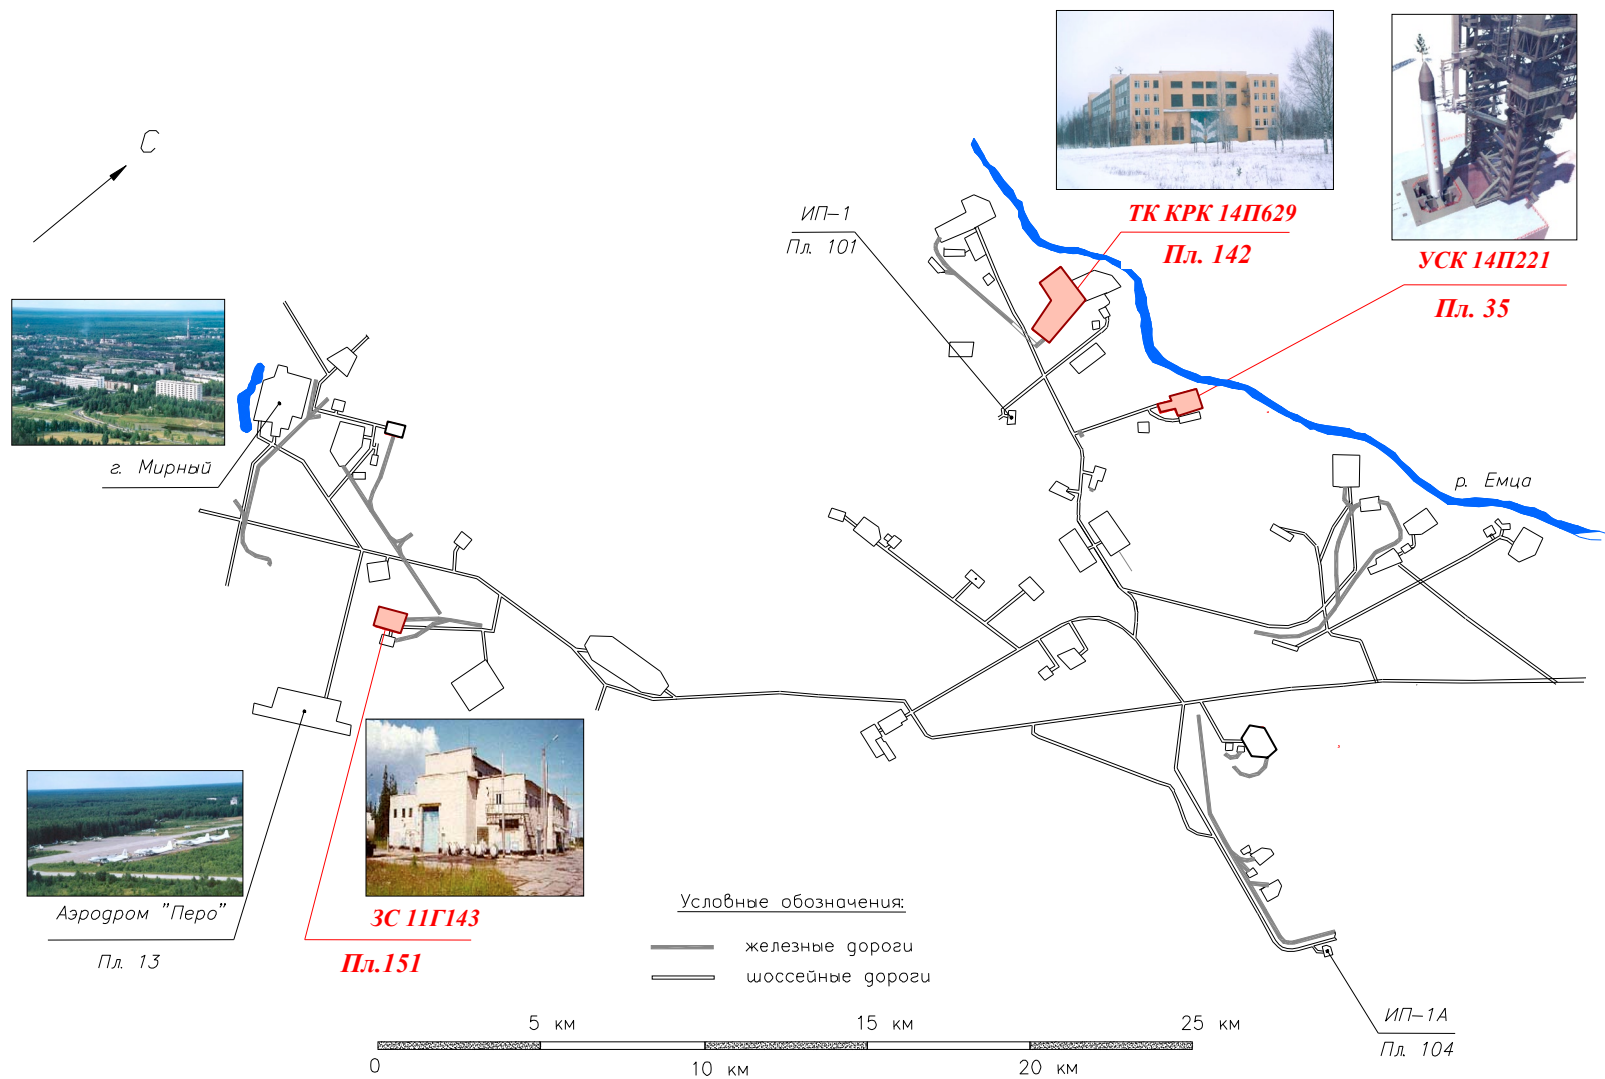 С
ТК КРК 14П629
Пл. 142
УСК 14П221
Пл. 35
ИП-1
Пл. 101
г. Мирный
р. Емца
Аэродром "Перо"
Пл. 13
ЗС 11Г143
Пл.151
Условные обозначения:
железные дороги
шоссейные дороги
ИП-1А
Пл. 104
5 км
15 км
25 км
0
10 км
20 км